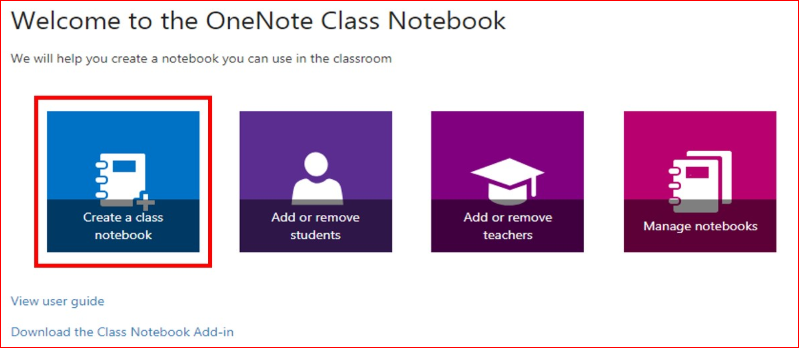 Welcome to the OneNote Class Notebook
We will help you create a notebook you can use in the classroom
Create a class
notebook
Add or remove
students
Add or remove
teachers
Manage notebooks
View user guide
Download the Class Notebook Add-in